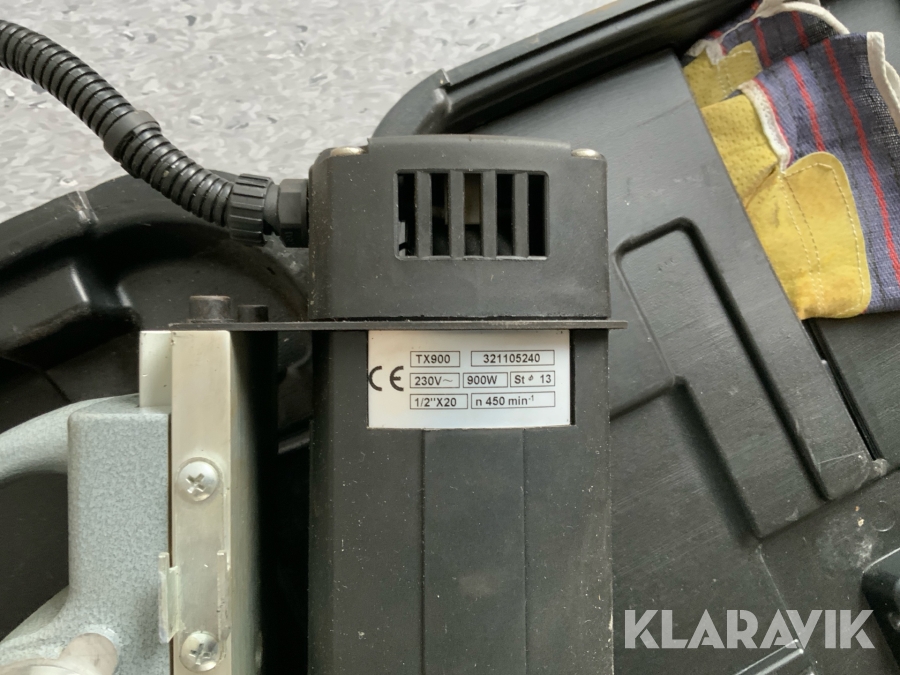 CE TX900 321105240
230V~ 900W St ⌀ 13
1/2"X20 n 450 min⁻¹
KLARAVIK